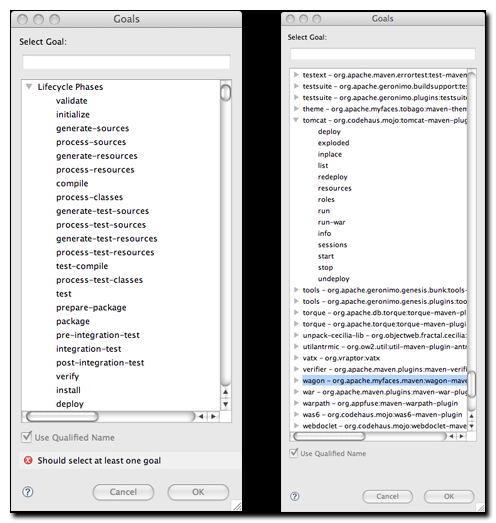 Goals
Select Goal:
Lifecycle Phases
validate
initialize
generate-sources
process-sources
generate-resources
process-resources
compile
process-classes
generate-test-sources
process-test-sources
generate-test-resources
process-test-resources
test-compile
process-test-classes
test
prepare-package
package
pre-integration-test
integration-test
post-integration-test
verify
install
deploy
Use Qualified Name
Should select at least one goal
?
Cancel OK
Goals
Select Goal:
testext - org.apache.maven.errortest:test-maven
testsuite - org.apache.geronimo.buildsupport:tes
testsuite - org.apache.geronimo.plugins:testsuite
theme - org.apache.myfaces.tobago:maven-
tomcat - org.codehaus.mojo:tomcat-maven-plug
deploy
exploded
inplace
list
redeploy
resources
roles
run
run-war
info
sessions
start
stop
undeploy
tools - org.apache.geronimo.genesis.bunk:tools-
tools - org.apache.geronimo.genesis.plugins:tools
torque - org.apache.db.torque:torque-maven-pl
torque - org.apache.torque:torque-maven-plugin
unpack-cecilia-lib - org.objectweb.fractal.cecilia:
utilantrmic - org.ow2.util:util-maven-plugin-antr
vatx - org.vraptor:vatx
verifier - org.apache.maven.plugins:maven-verifi
wagon - org.apache.myfaces.maven:wagon-mave
war - org.apache.maven.plugins:maven-war-plug
warpath - org.appfuse:maven-warpath-plugin
was6 - org.codehaus.mojo:was6-maven-plugin
webdoclet - org.codehaus.mojo:webdoclet-maven
Use Qualified Name
?
Cancel OK